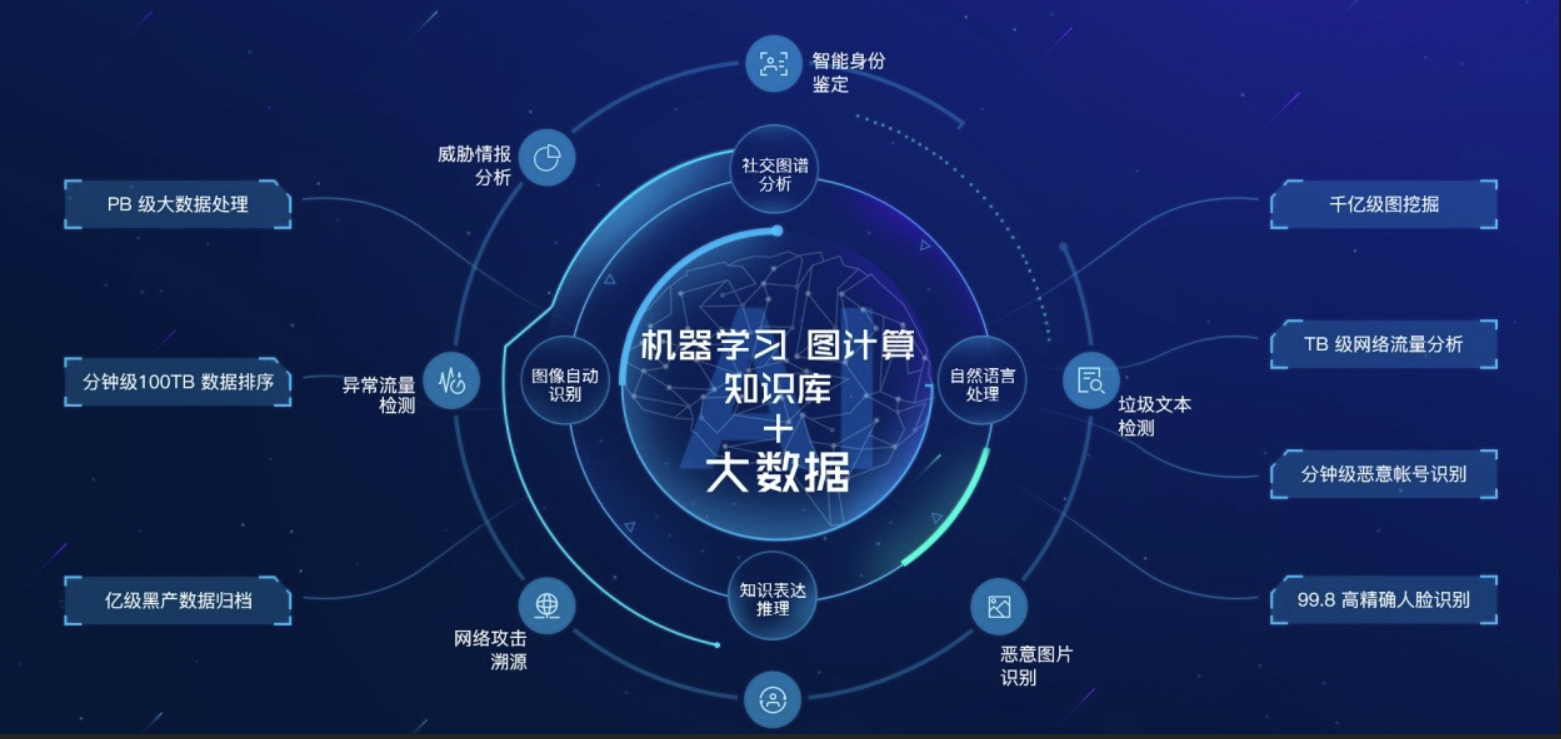 智能身份
鉴定
威胁情报
分析
社交图谱
分析
PB 级大数据处理
千亿级图挖掘
机器学习 图计算
知识库
+
大数据
AI
TB 级网络流量分析
分钟级100TB 数据排序
异常流量
检测
图像自动
识别
自然语言
处理
垃圾文本
检测
分钟级恶意帐号识别
亿级黑产数据归档
知识表达
推理
99.8 高精确人脸识别
网络攻击
溯源
恶意图片
识别